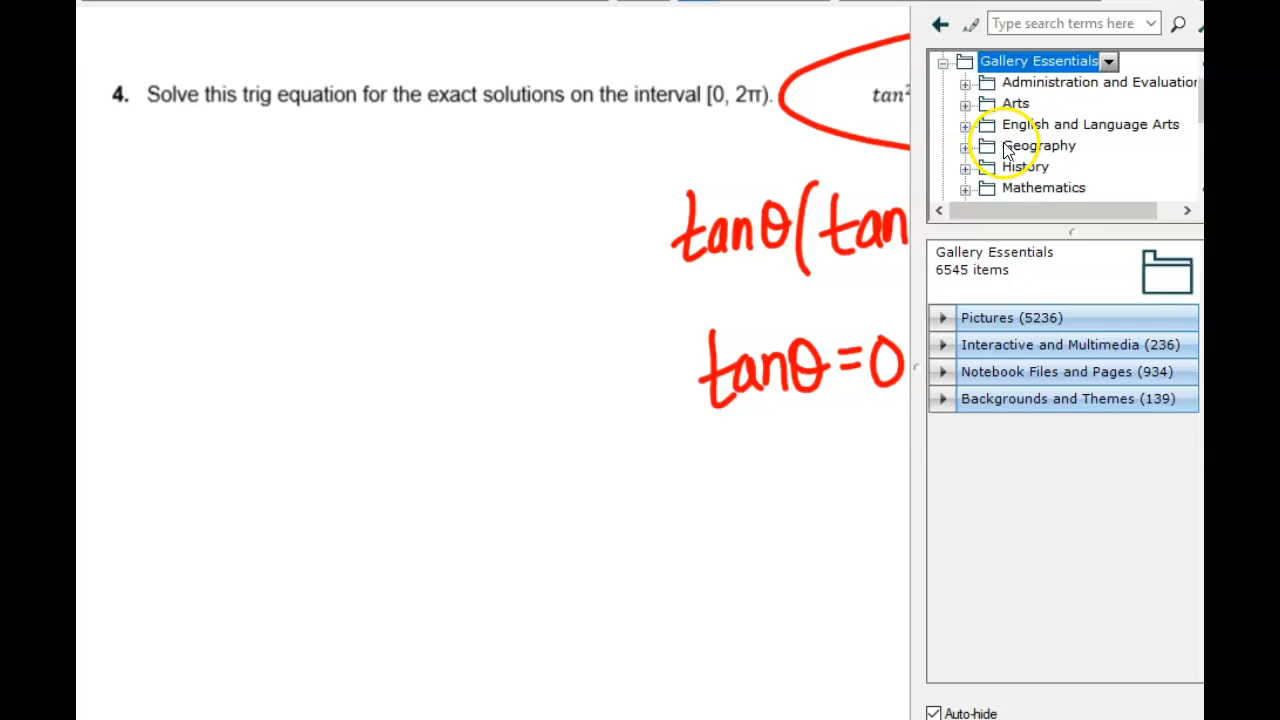 4. Solve this trig equation for the exact solutions on the interval [0, 2π). tan²
tanθ(tan
tanθ=0
Type search terms here
Gallery Essentials
Administration and Evaluation
Arts
English and Language Arts
Geography
History
Mathematics
Gallery Essentials
6545 items
Pictures (5236)
Interactive and Multimedia (236)
Notebook Files and Pages (934)
Backgrounds and Themes (139)
Auto-hide